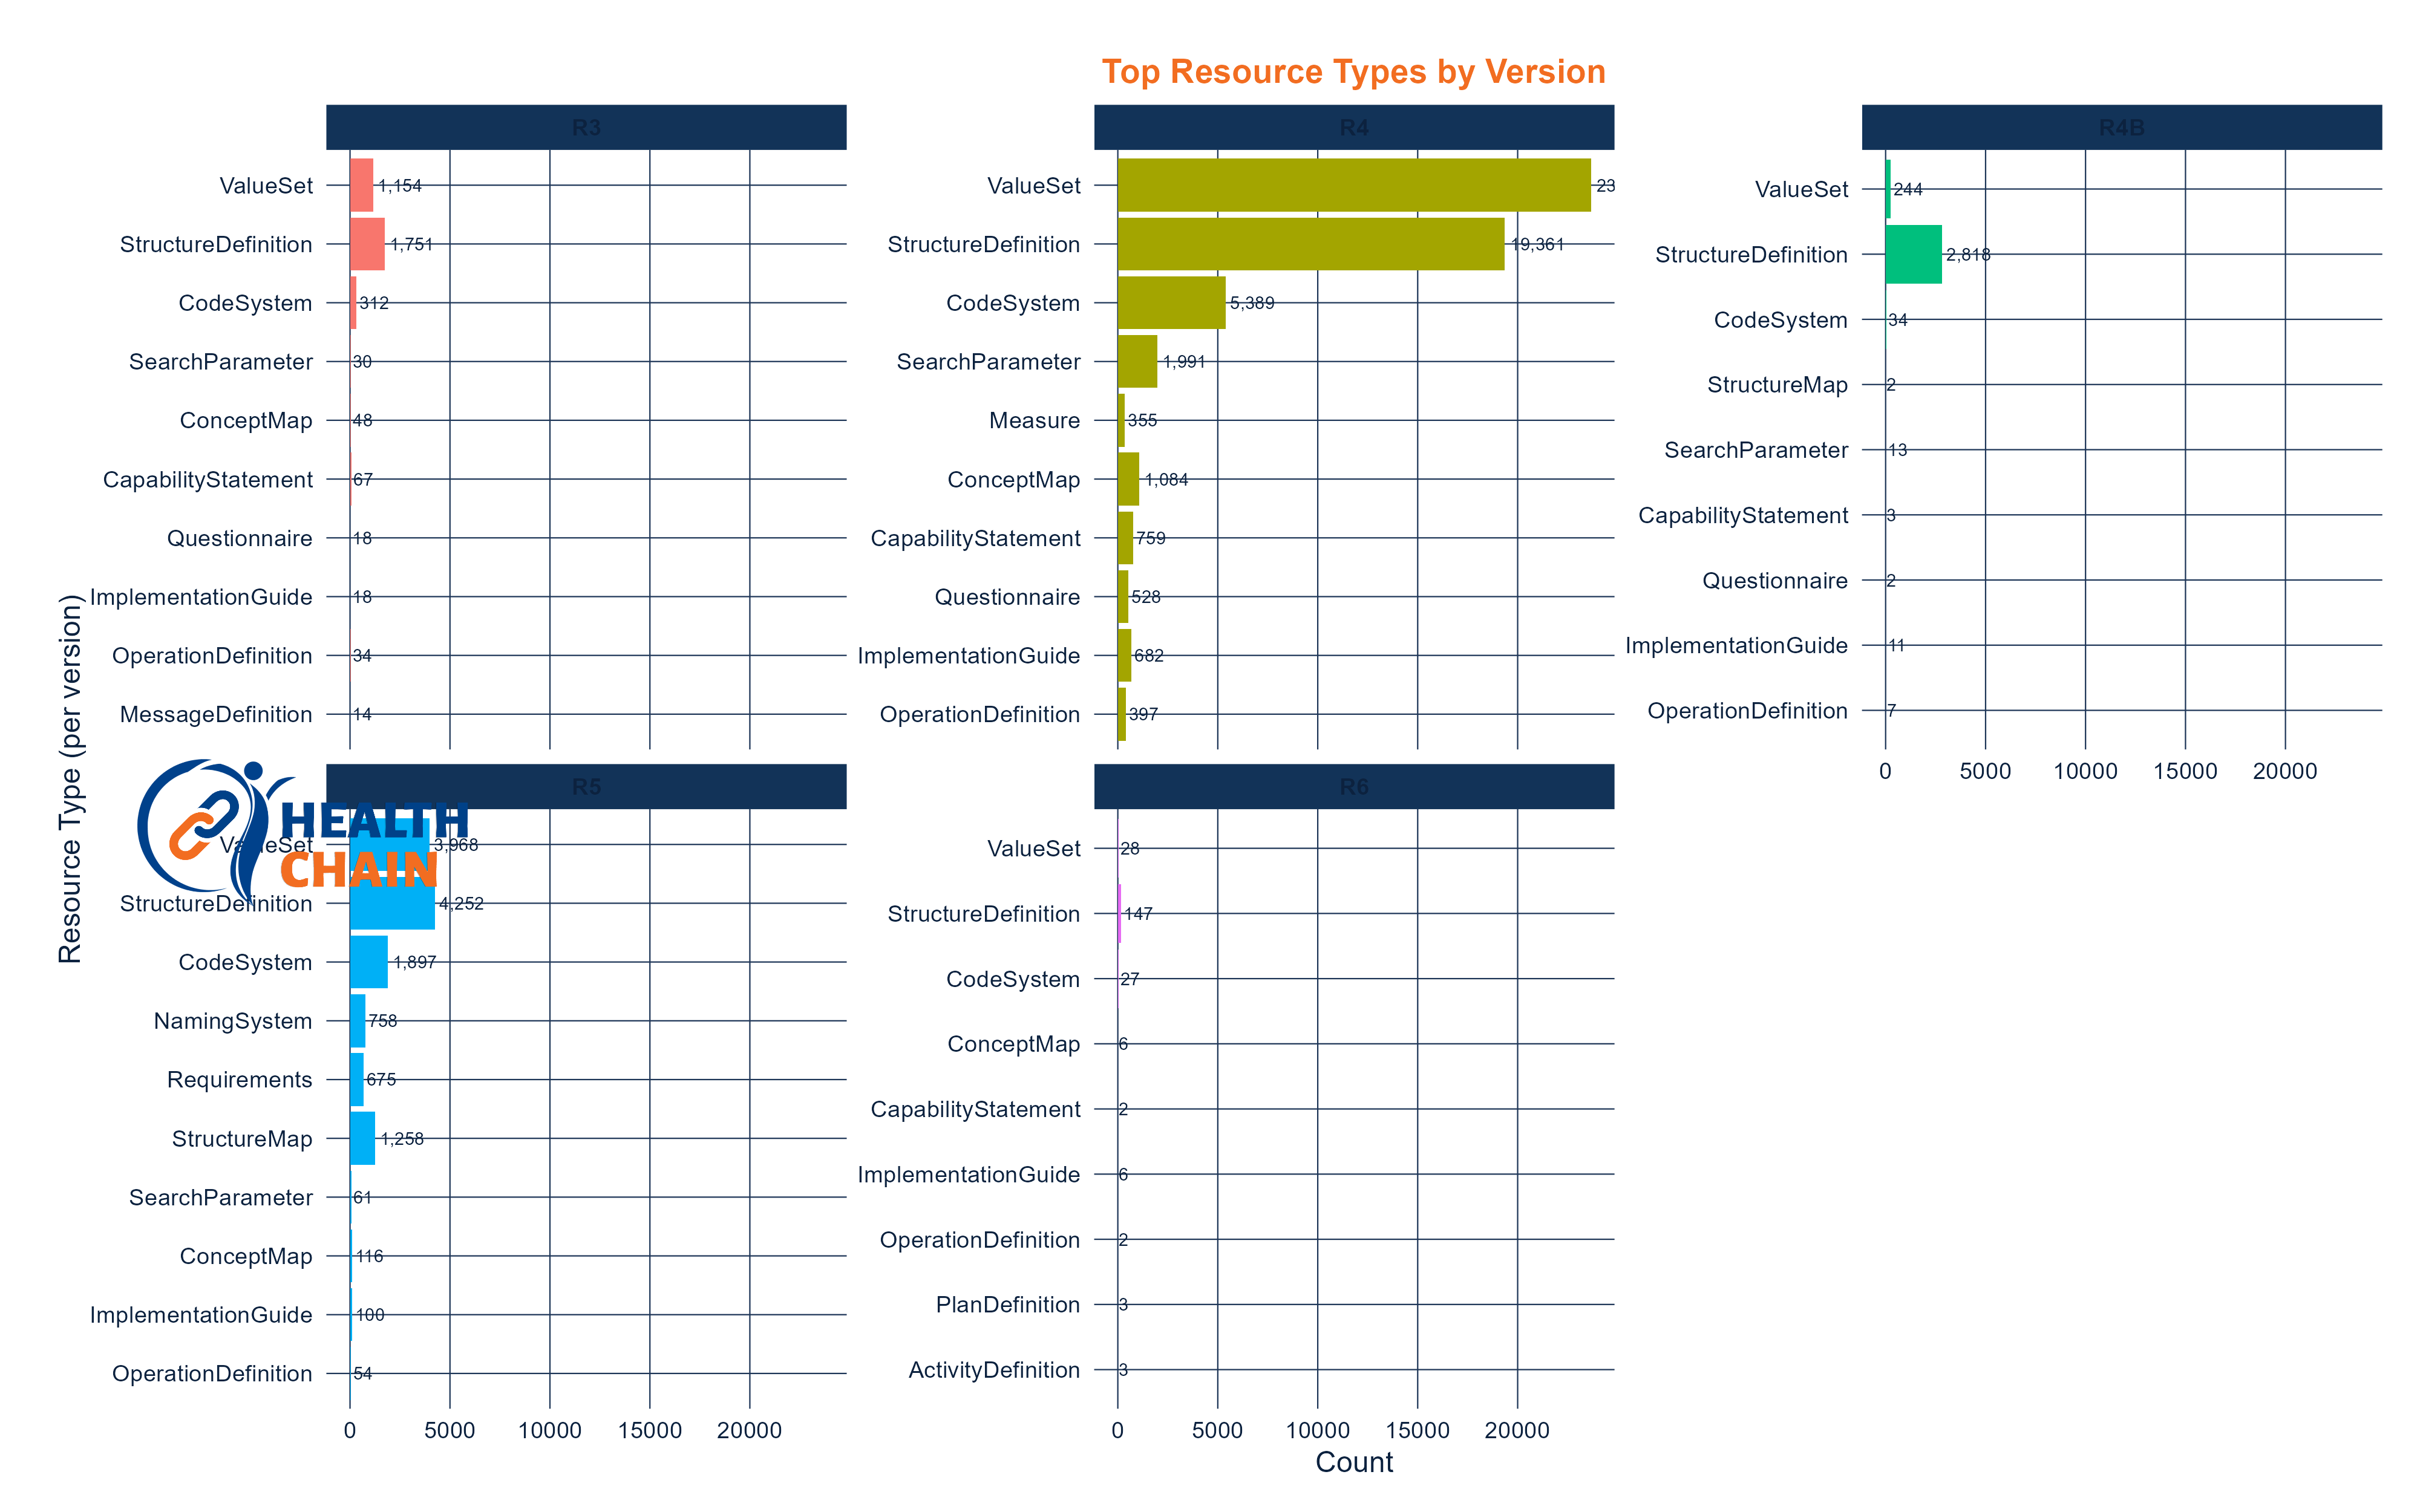 Top Resource Types by Version
R3
ValueSet 1,154
StructureDefinition 1,751
CodeSystem 312
SearchParameter 30
ConceptMap 48
CapabilityStatement 67
Questionnaire 18
ImplementationGuide 18
OperationDefinition 34
MessageDefinition 14
R4
ValueSet 23
StructureDefinition 19,361
CodeSystem 5,389
SearchParameter 1,991
Measure 355
ConceptMap 1,084
CapabilityStatement 759
Questionnaire 528
ImplementationGuide 682
OperationDefinition 397
R4B
ValueSet 244
StructureDefinition 2,818
CodeSystem 34
StructureMap 2
SearchParameter 13
CapabilityStatement 3
Questionnaire 2
ImplementationGuide 11
OperationDefinition 7
0 5000 10000 15000 20000
Resource Type (per version)
HEALTH
CHAIN
R5
ValueSet 3,968
StructureDefinition 4,252
CodeSystem 1,897
NamingSystem 758
Requirements 675
StructureMap 1,258
SearchParameter 61
ConceptMap 116
ImplementationGuide 100
OperationDefinition 54
0 5000 10000 15000 20000
R6
ValueSet 28
StructureDefinition 147
CodeSystem 27
ConceptMap 6
CapabilityStatement 2
ImplementationGuide 6
OperationDefinition 2
PlanDefinition 3
ActivityDefinition 3
0 5000 10000 15000 20000
Count